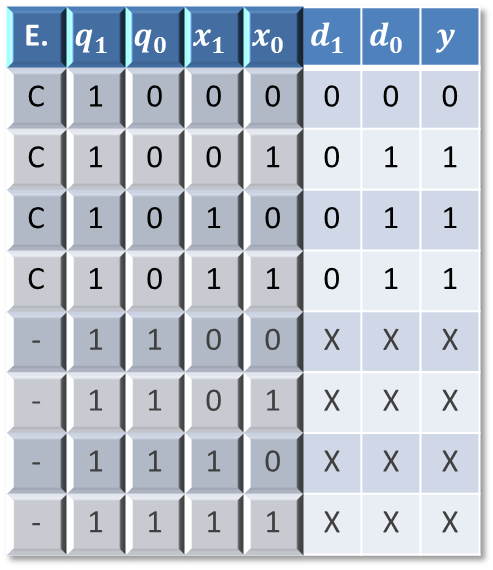 E. q₁ q₀ x₁ x₀ d₁ d₀ y
C 1 0 0 0 0 0 0
C 1 0 0 1 0 1 1
C 1 0 1 0 0 1 1
C 1 0 1 1 0 1 1
- 1 1 0 0 X X X
- 1 1 0 1 X X X
- 1 1 1 0 X X X
- 1 1 1 1 X X X